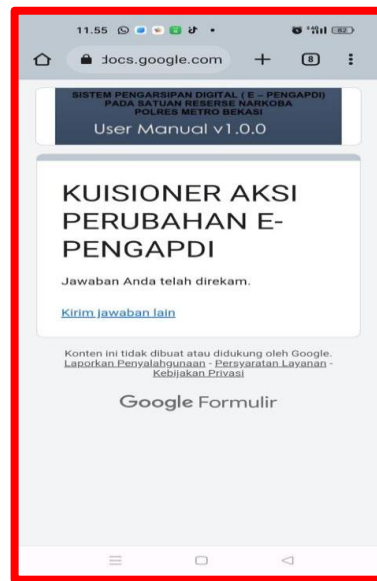 11.55
docs.google.com
8
82
SISTEM PENGARSIPAN DIGITAL ( E – PENGAPDI)
PADA SATUAN RESERSE NARKOBA
POLRES METRO BEKASI
User Manual v1.0.0
KUISIONER AKSI
PERUBAHAN E-
PENGAPDI
Jawaban Anda telah direkam.
Kirim jawaban lain
Konten ini tidak dibuat atau didukung oleh Google.
Laporkan Penyalahgunaan - Persyaratan Layanan -
Kebijakan Privasi
Google Formulir